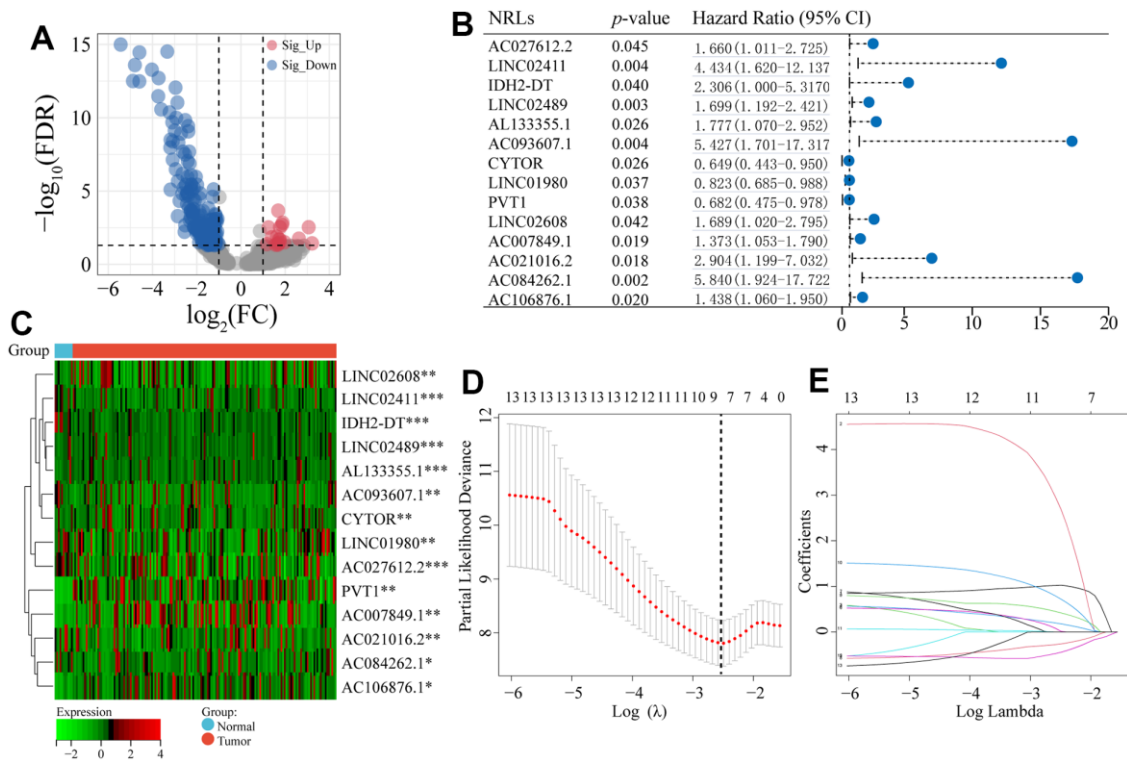 A
15
10
5
0
-log10(FDR)
Sig_Up
Sig_Down
−6 −4 −2 0 2 4
log2(FC)
B
NRLs p-value Hazard Ratio (95% CI)
AC027612.2 0.045 1.660(1.011-2.725)
LINC02411 0.004 4.434(1.620-12.137
IDH2-DT 0.040 2.306(1.000-5.3170
LINC02489 0.003 1.699(1.192-2.421)
AL133355.1 0.026 1.777(1.070-2.952)
AC093607.1 0.004 5.427(1.701-17.317
CYTOR 0.026 0.649(0.443-0.950)
LINC01980 0.037 0.823(0.685-0.988)
PVT1 0.038 0.682(0.475-0.978)
LINC02608 0.042 1.689(1.020-2.795)
AC007849.1 0.019 1.373(1.053-1.790)
AC021016.2 0.018 2.904(1.199-7.032)
AC084262.1 0.002 5.840(1.924-17.722
AC106876.1 0.020 1.438(1.060-1.950)
0 5 10 15 20
C
Group
LINC02608**
LINC02411***
IDH2-DT***
LINC02489***
AL133355.1***
AC093607.1**
CYTOR**
LINC01980**
AC027612.2***
PVT1**
AC007849.1**
AC021016.2**
AC084262.1*
AC106876.1*
Expression
−2 0 2 4
Group:
Normal
Tumor
D
13 13 13 13 13 13 12 12 11 11 10 9 7 7 4 0
12
11
10
9
8
Partial Likelihood Deviance
−6 −5 −4 −3 −2
Log (λ)
E
13 13 12 11 7
4
3
2
1
0
Coefficients
−6 −5 −4 −3 −2
Log Lambda